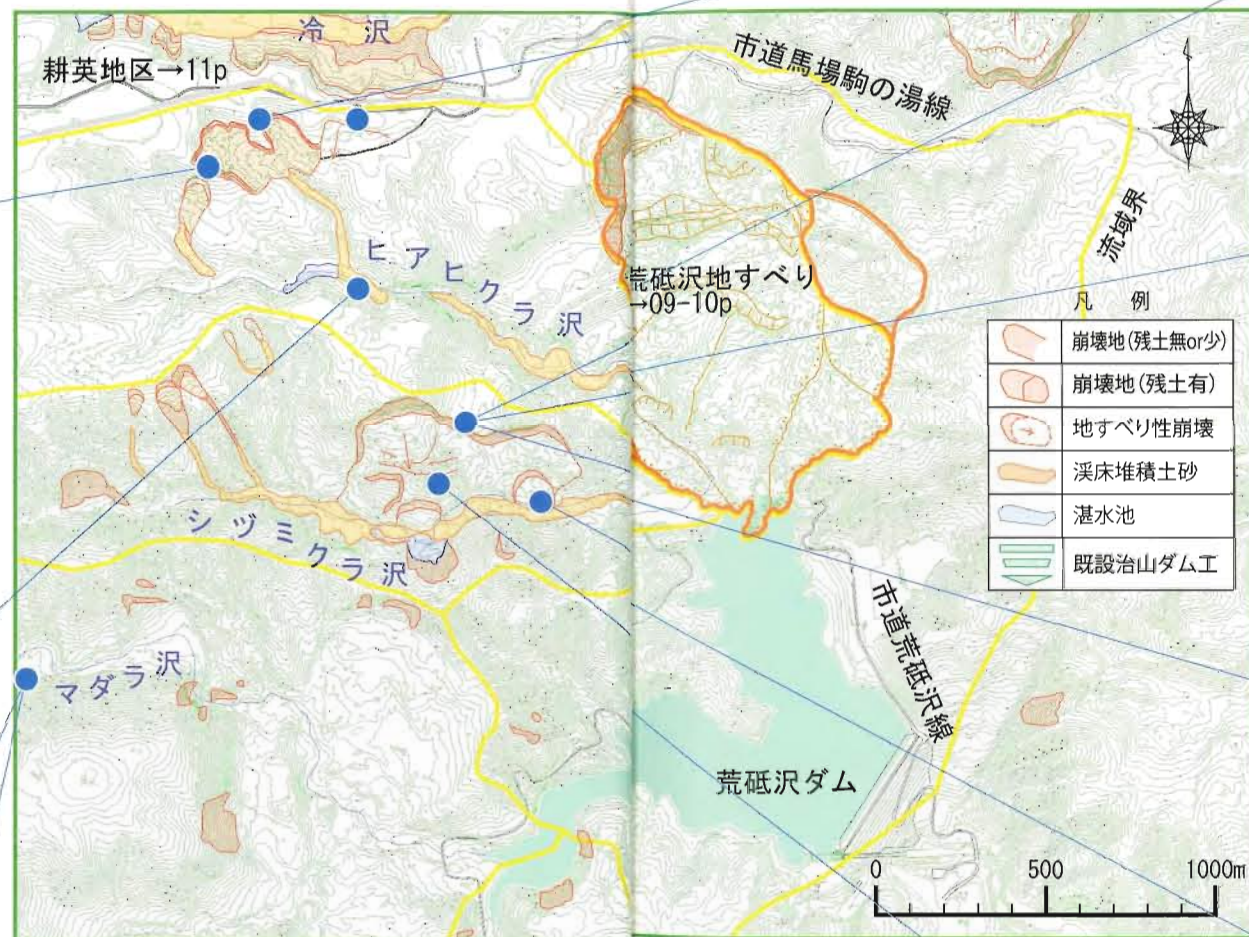 冷沢
耕英地区→11p
市道馬場駒の湯線
流域界
ヒアヒクラ沢
荒砥沢地すべり
→09-10p
凡例
崩壊地(残土無or少)
崩壊地(残土有)
地すべり性崩壊
渓床堆積土砂
湛水池
既設治山ダム工
シヅミクラ沢
マダラ沢
市道荒砥沢線
荒砥沢ダム
0 500 1000m